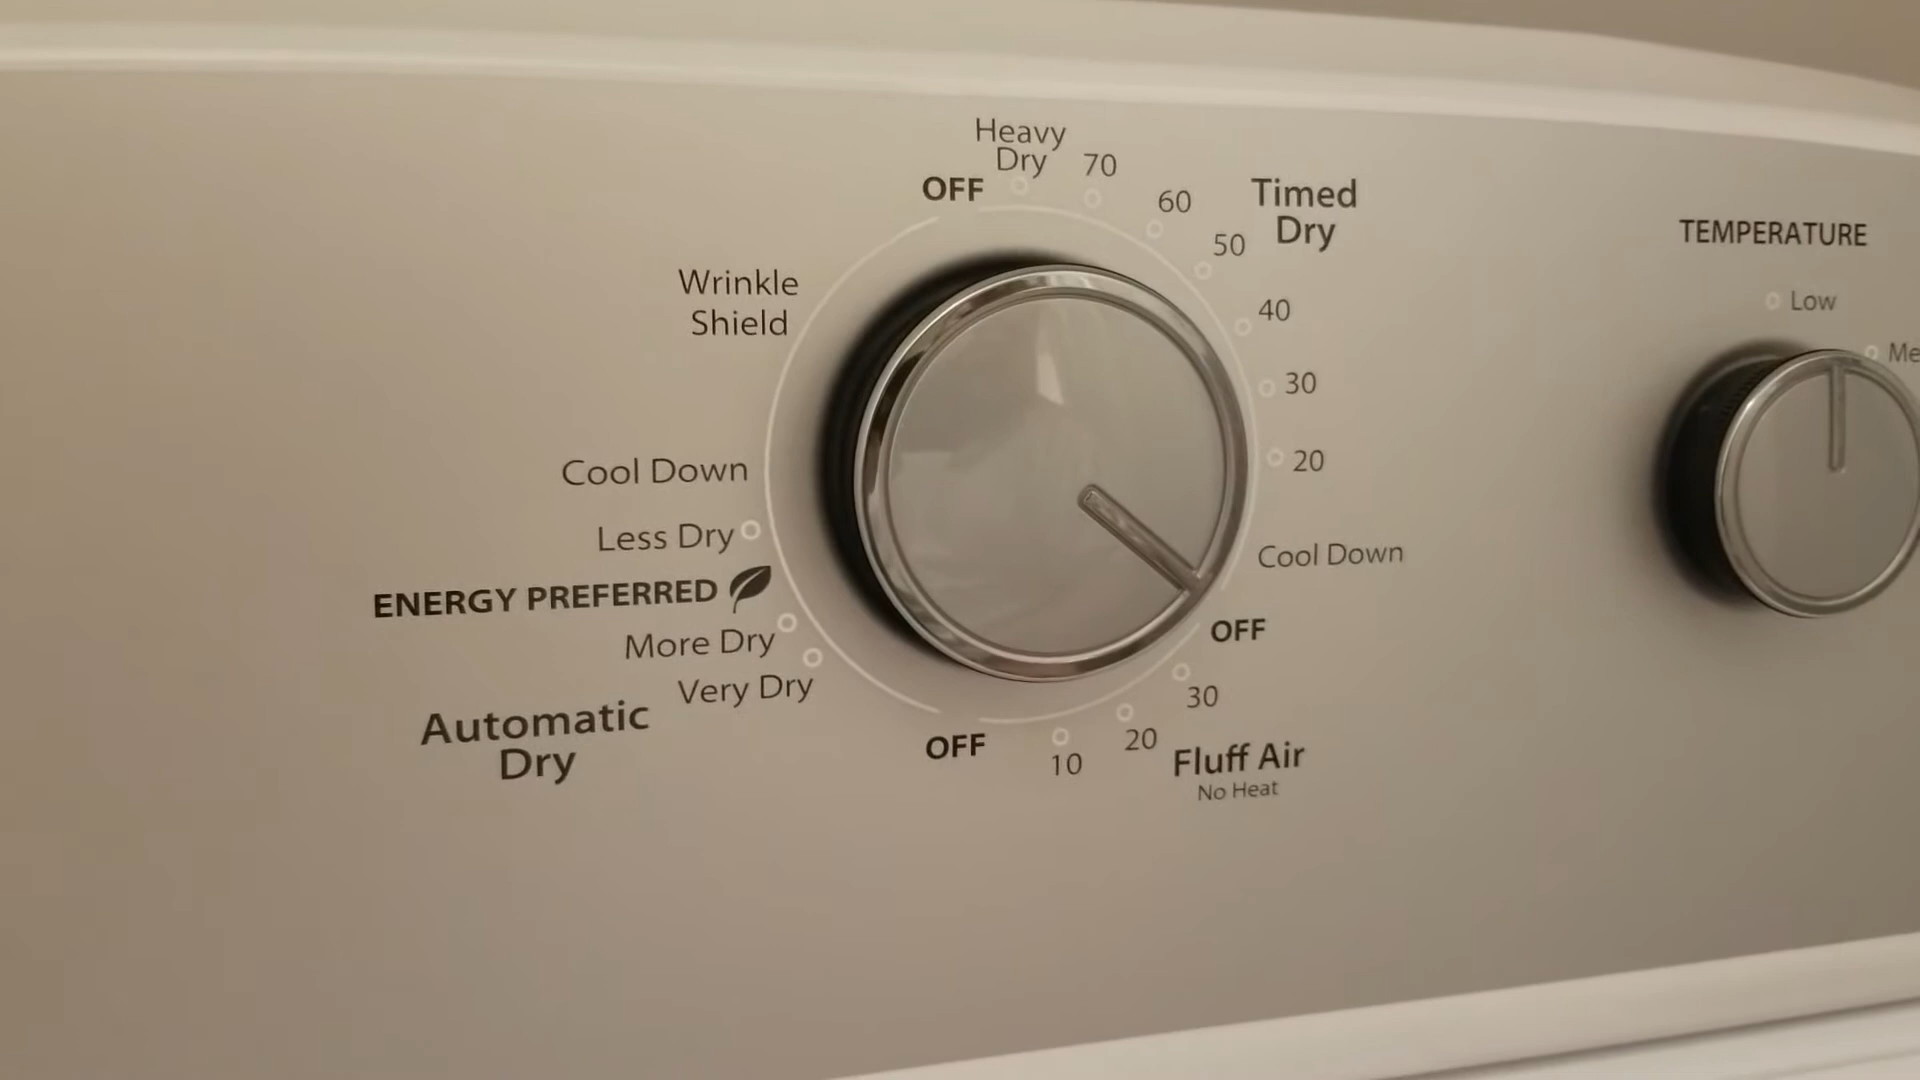 Heavy
Dry
70
OFF
60
Timed
Dry
50
Wrinkle
Shield
40
30
20
Cool Down
Less Dry
ENERGY PREFERRED
More Dry
Very Dry
Automatic
Dry
Cool Down
OFF
30
20
10
OFF
Fluff Air
No Heat
TEMPERATURE
Low
Me